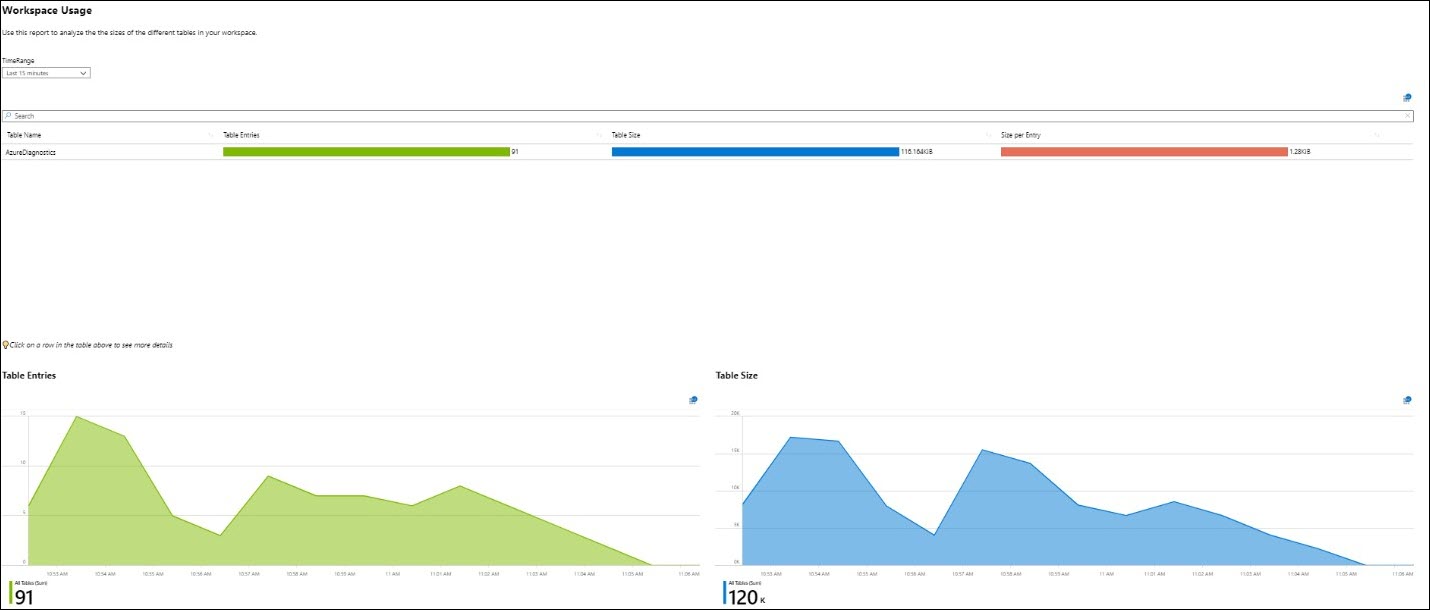 Workspace Usage
Use this report to analyze the the sizes of the different tables in your workspace.
TimeRange
Last 15 minutes
Search
Table Name Table Entries Table Size Size per Entry
AzureDiagnostics 91 116.164KiB 1.28KiB
Click on a row in the table above to see more details
Table Entries Table Size
15 20K
10 15K
5 10K
0 5K
0K
10:53 AM 10:54 AM 10:55 AM 10:56 AM 10:57 AM 10:58 AM 10:59 AM 11 AM 11:01 AM 11:02 AM 11:03 AM 11:04 AM 11:05 AM 11:06 AM
10:53 AM 10:54 AM 10:55 AM 10:56 AM 10:57 AM 10:58 AM 10:59 AM 11 AM 11:01 AM 11:02 AM 11:03 AM 11:04 AM 11:05 AM 11:06 AM
All Tables (Sum) All Tables (Sum)
91 120 K